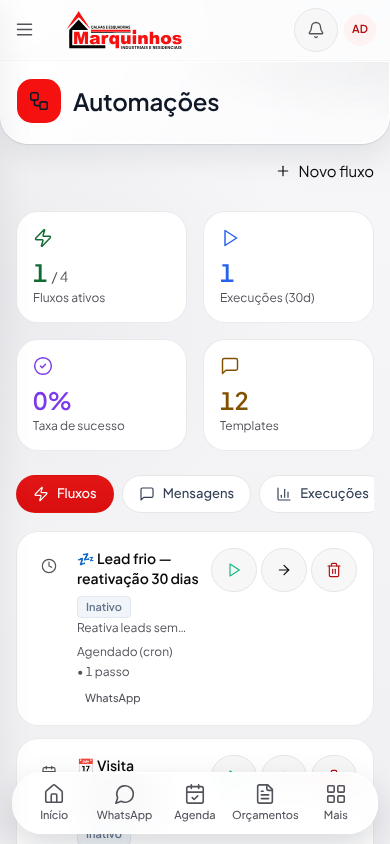 CALHAS E ESQUADRIAS
Marquinhos
INDUSTRIAIS E RESIDENCIAIS
AD
Automações
+ Novo fluxo
1 / 4
Fluxos ativos
1
Execuções (30d)
0%
Taxa de sucesso
12
Templates
Fluxos
Mensagens
Execuções
💤 Lead frio —
reativação 30 dias
Inativo
Reativa leads sem...
Agendado (cron)
• 1 passo
WhatsApp
📅 Visita
Inativo
Início
WhatsApp
Agenda
Orçamentos
Mais